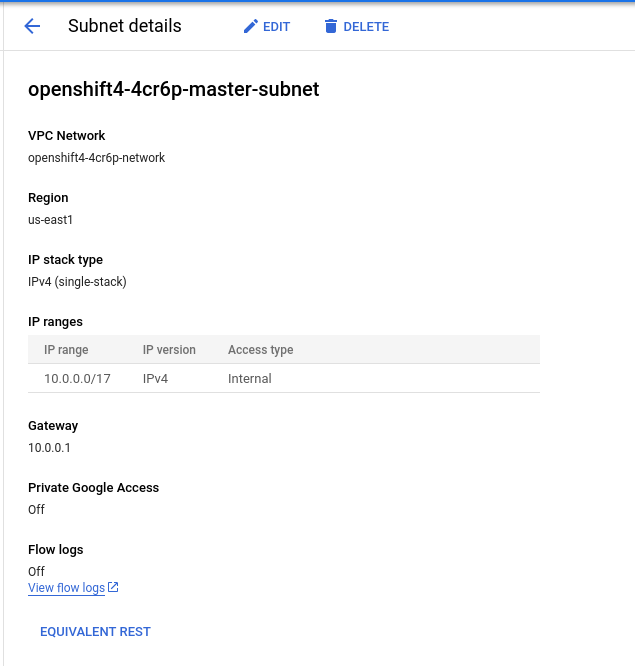 Subnet details EDIT DELETE
openshift4-4cr6p-master-subnet
VPC Network
openshift4-4cr6p-network
Region
us-east1
IP stack type
IPv4 (single-stack)
IP ranges
IP range IP version Access type
10.0.0.0/17 IPv4 Internal
Gateway
10.0.0.1
Private Google Access
Off
Flow logs
Off
View flow logs
EQUIVALENT REST